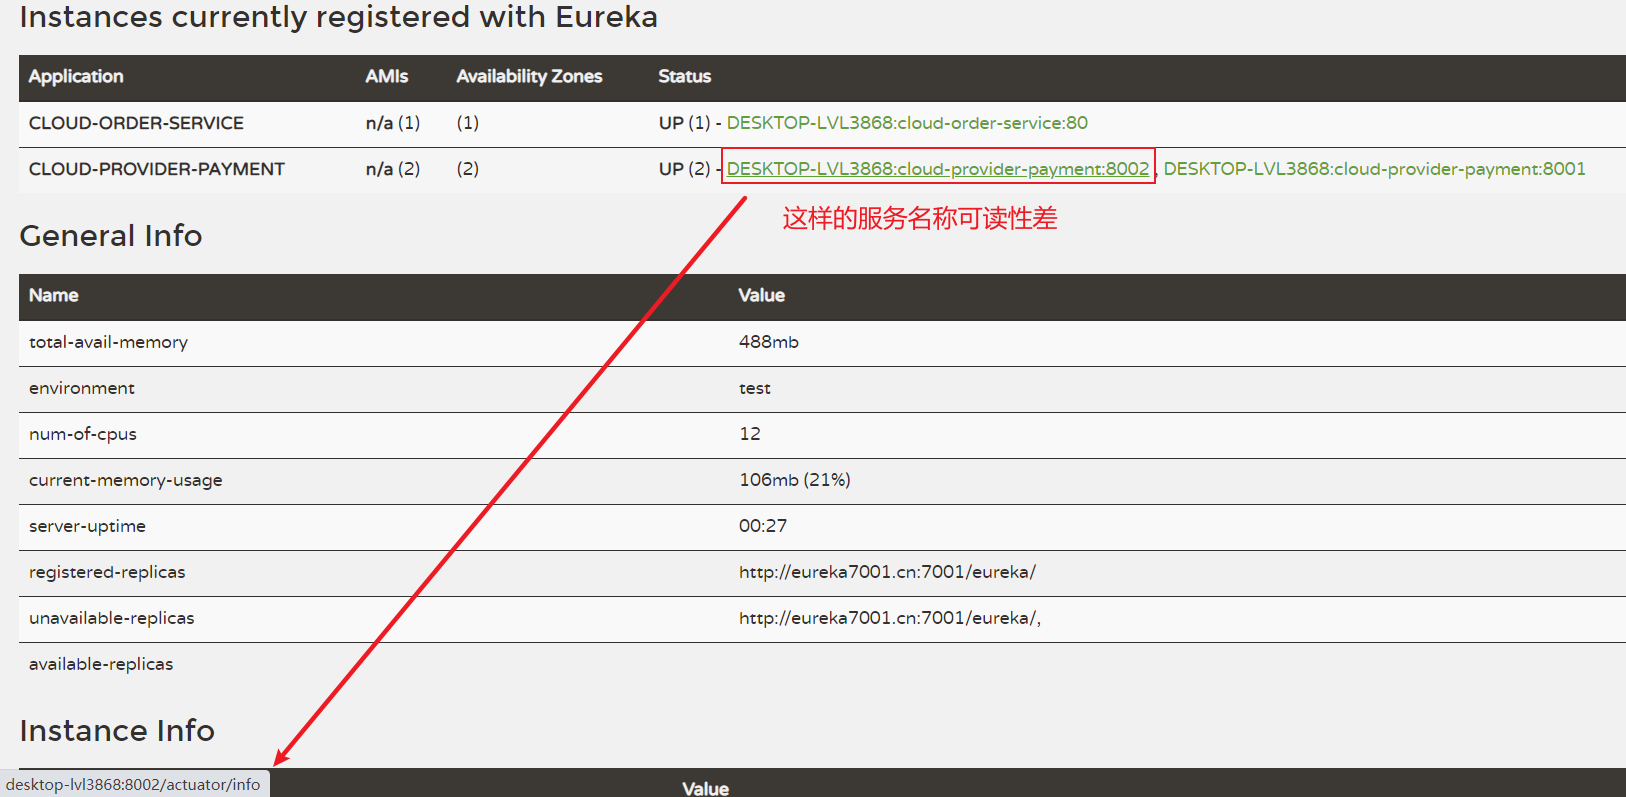 Instances currently registered with Eureka
Application AMIs Availability Zones Status
CLOUD-ORDER-SERVICE n/a (1) (1) UP (1) - DESKTOP-LVL3868:cloud-order-service:80
CLOUD-PROVIDER-PAYMENT n/a (2) (2) UP (2) - DESKTOP-LVL3868:cloud-provider-payment:8002 , DESKTOP-LVL3868:cloud-provider-payment:8001
这样的服务名称可读性差
General Info
Name Value
total-avail-memory 488mb
environment test
num-of-cpus 12
current-memory-usage 106mb (21%)
server-uptime 00:27
registered-replicas http://eureka7001.cn:7001/eureka/
unavailable-replicas http://eureka7001.cn:7001/eureka/,
available-replicas
Instance Info
desktop-lvl3868:8002/actuator/info Value